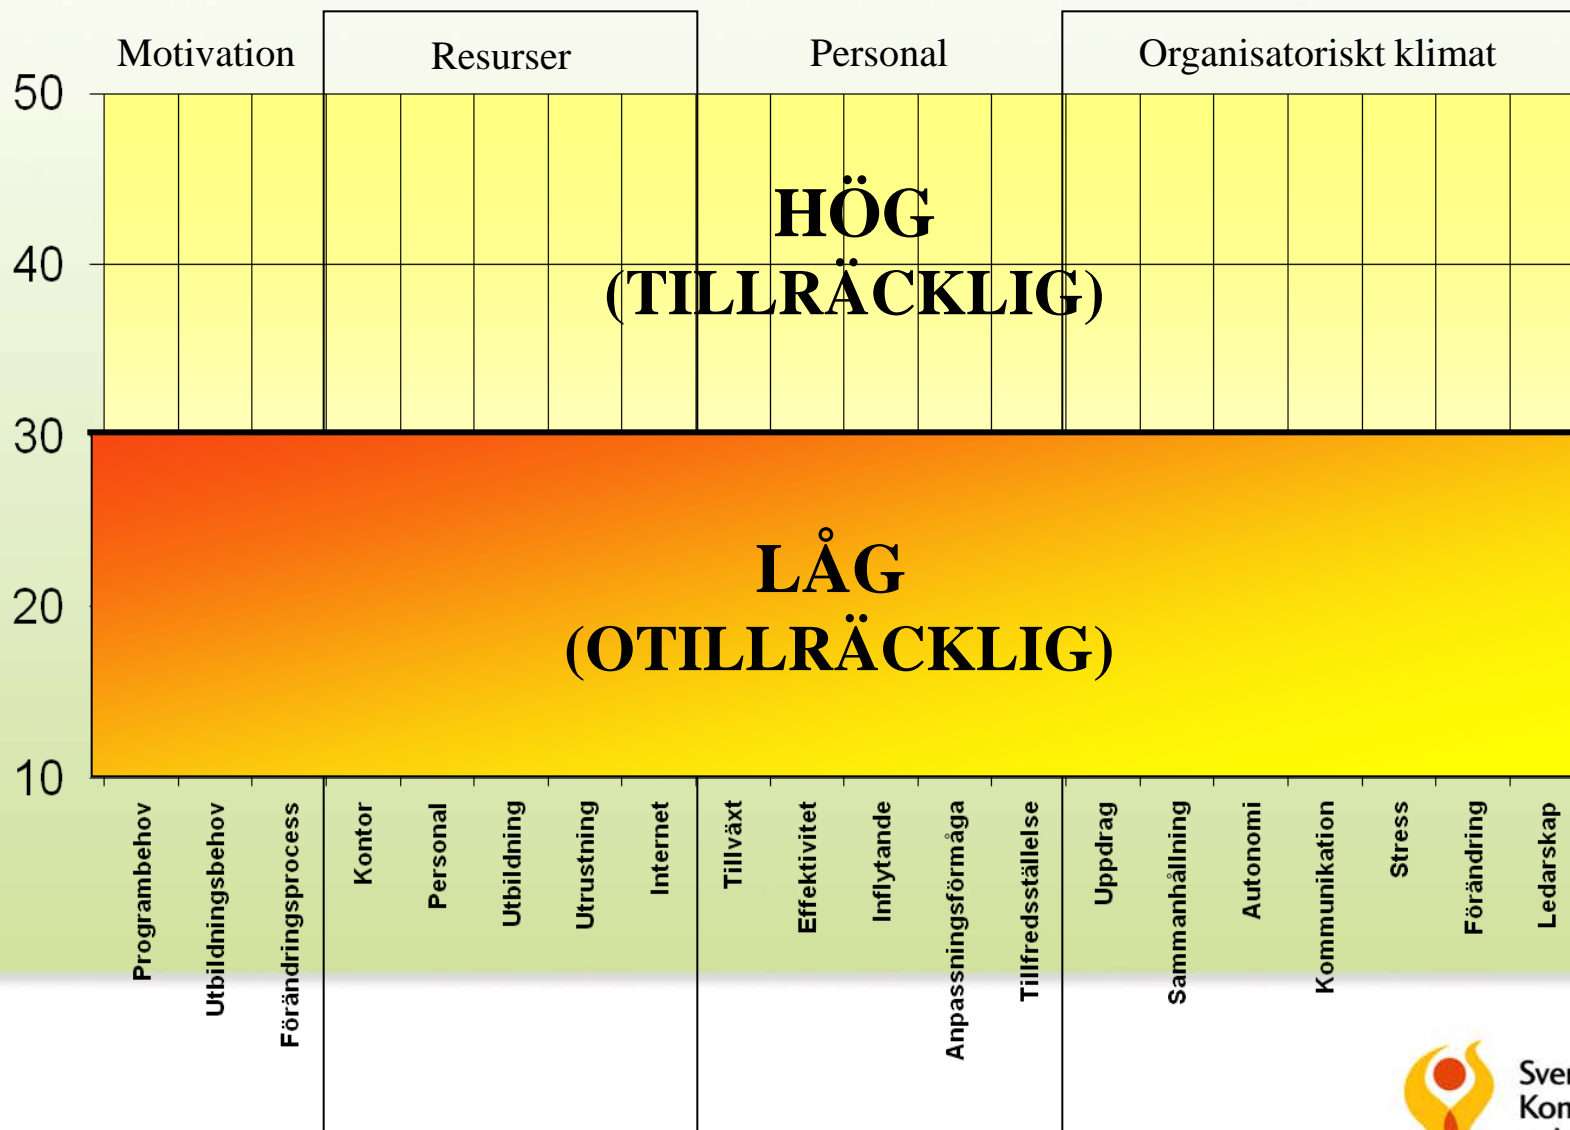 Motivation
Resurser
Personal
Organisatoriskt klimat
50
40
30
20
10
HÖG
(TILLRÄCKLIG)
LÅG
(OTILLRÄCKLIG)
Programbehov
Utbildningsbehov
Förändringsprocess
Kontor
Personal
Utbildning
Utrustning
Internet
Tillväxt
Effektivitet
Inflytande
Anpassningsförmåga
Tillfredsställelse
Uppdrag
Sammanhållning
Autonomi
Kommunikation
Stress
Förändring
Ledarskap